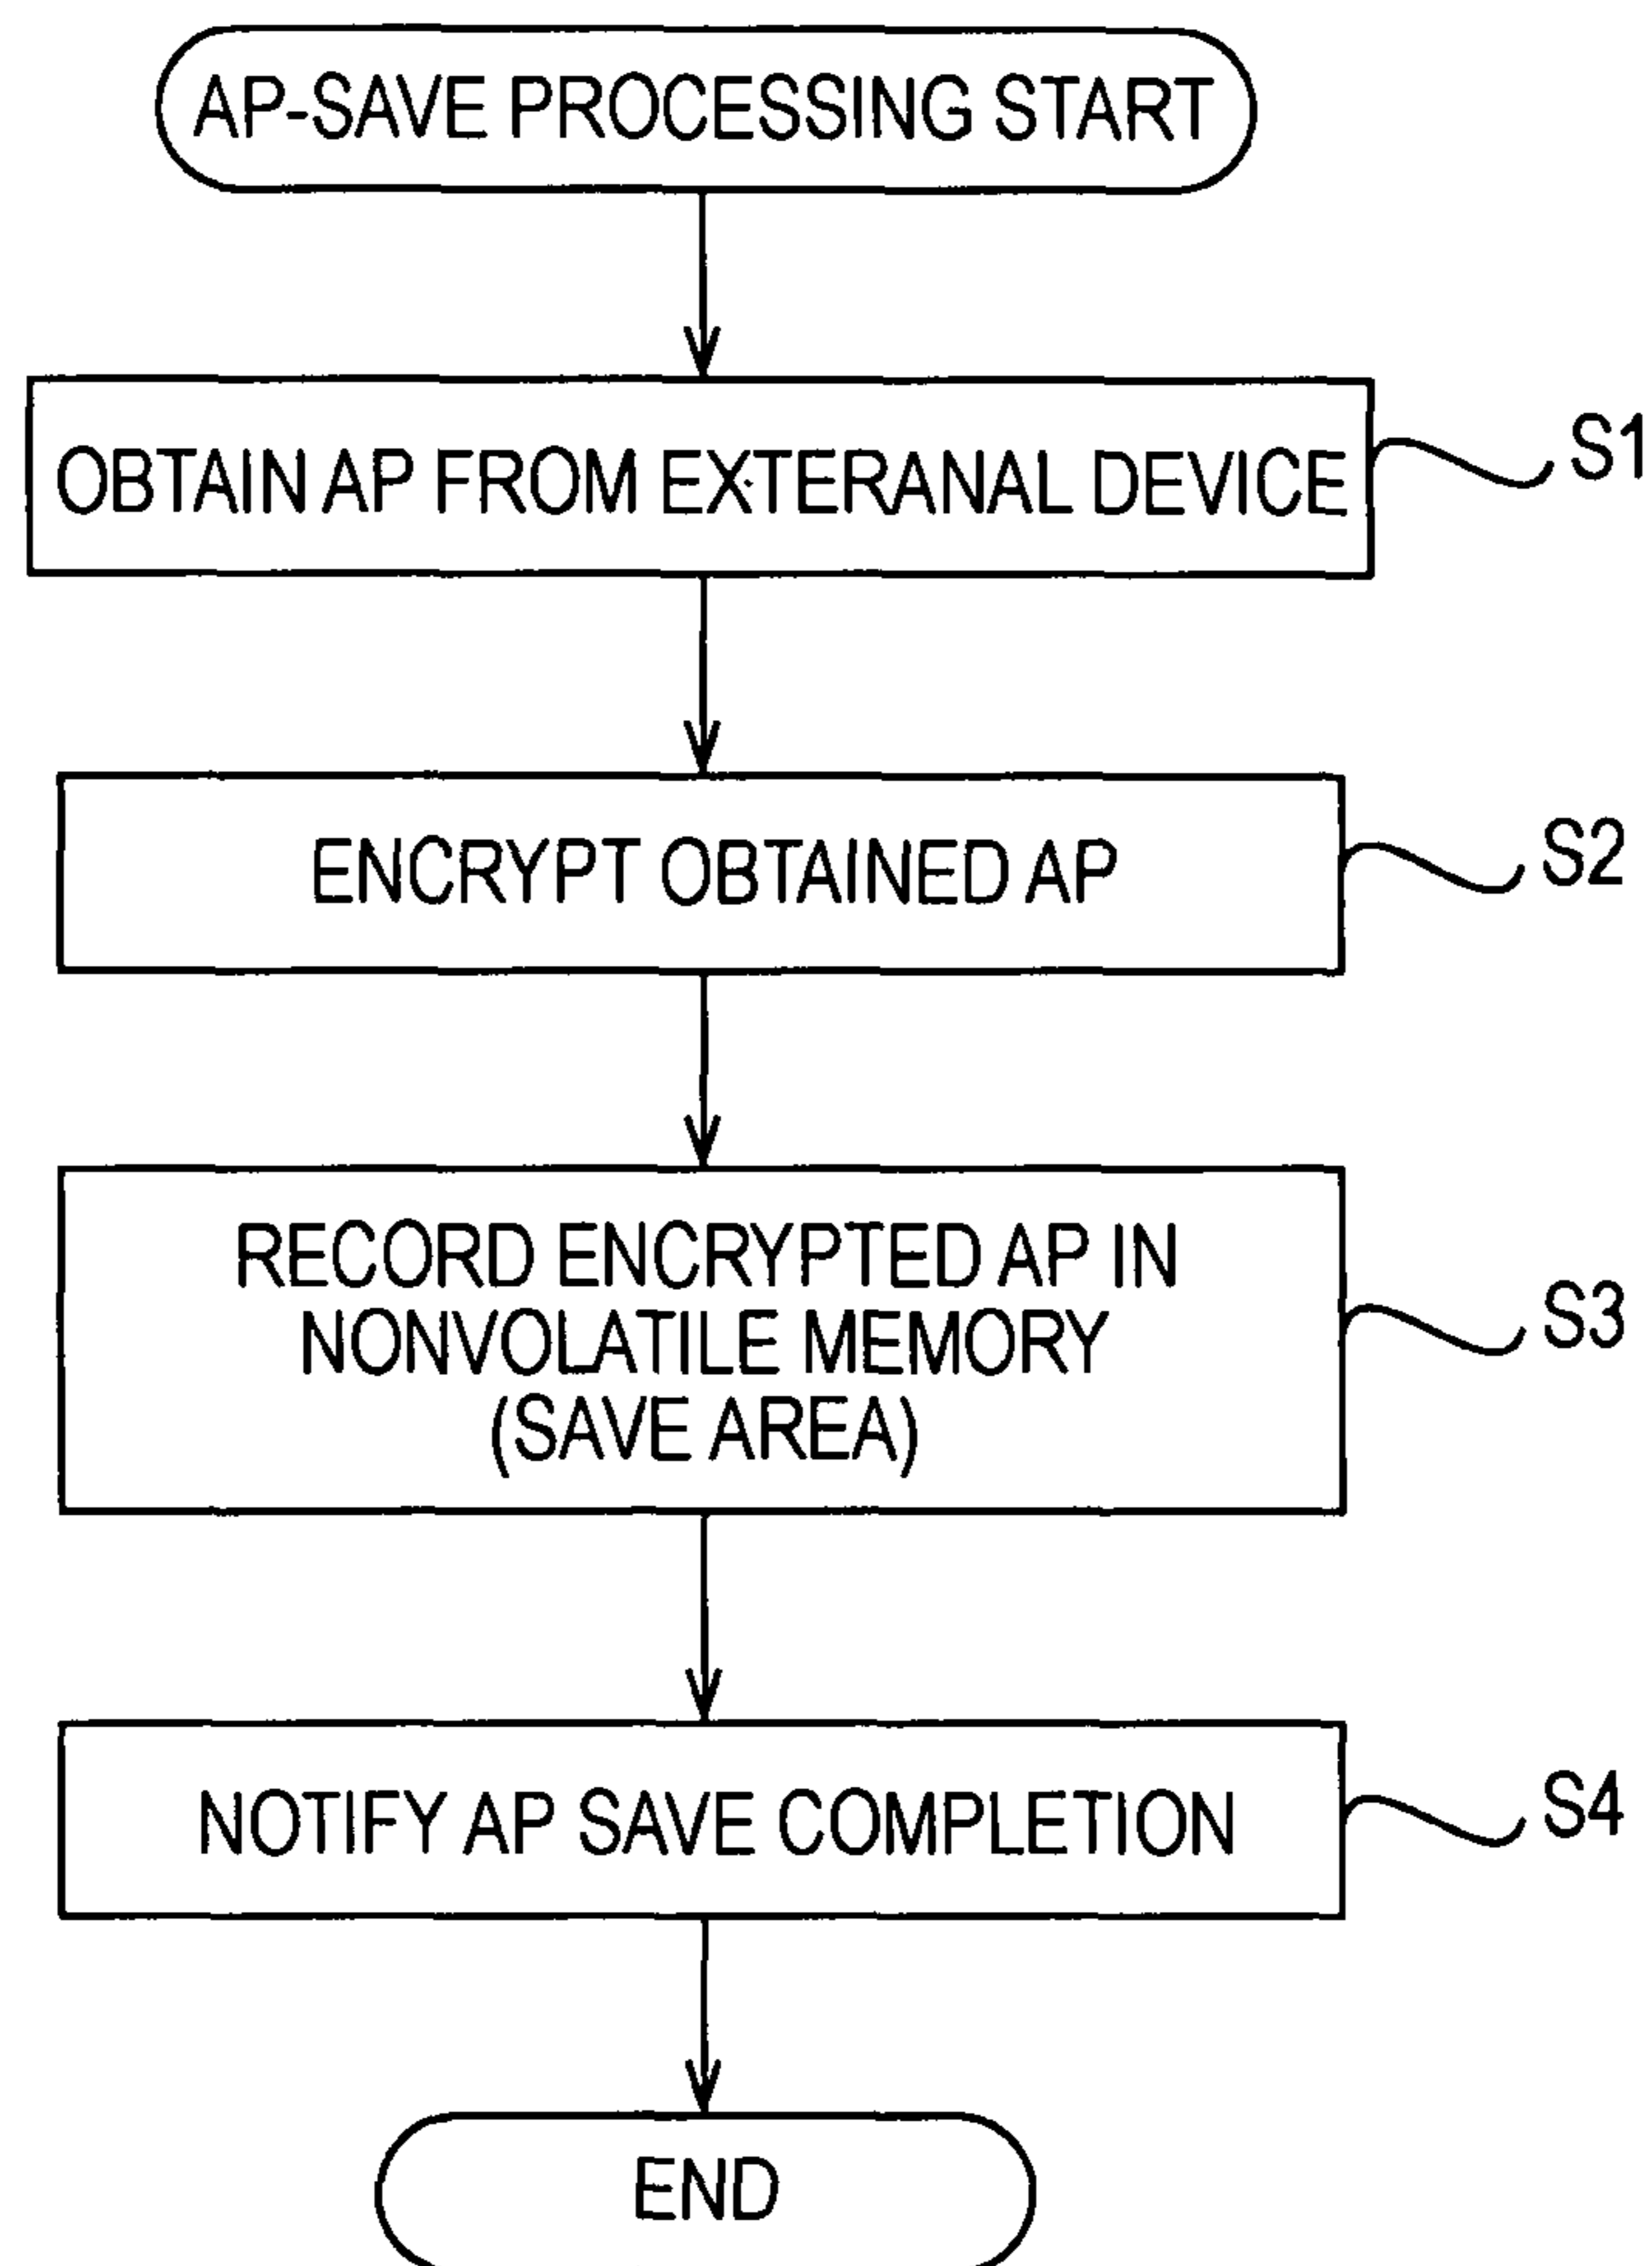 AP-SAVE PROCESSING START
OBTAIN AP FROM EXTERANAL DEVICE
S1
ENCRYPT OBTAINED AP
S2
RECORD ENCRYPTED AP IN
NONVOLATILE MEMORY
(SAVE AREA)
S3
NOTIFY AP SAVE COMPLETION
S4
END